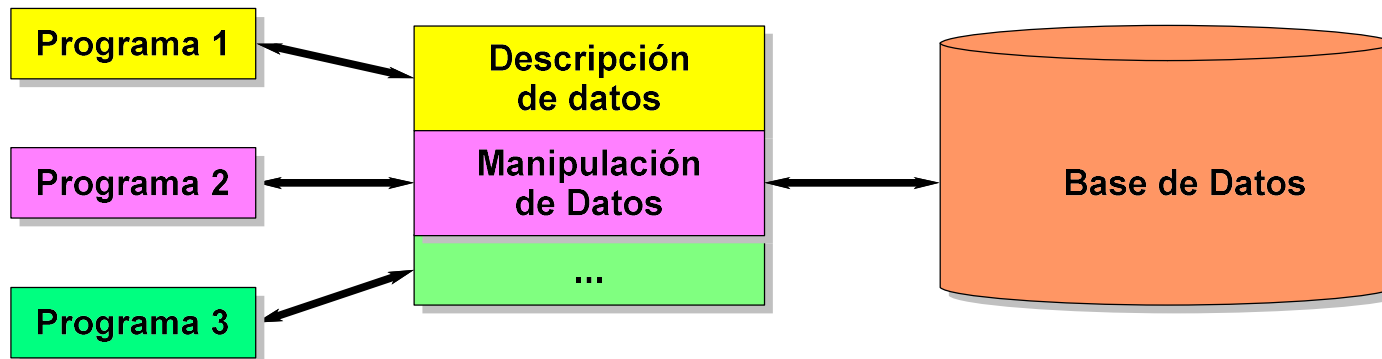 Programa 1
Descripción
de datos
Programa 2
Manipulación
de Datos
Base de Datos
...
Programa 3